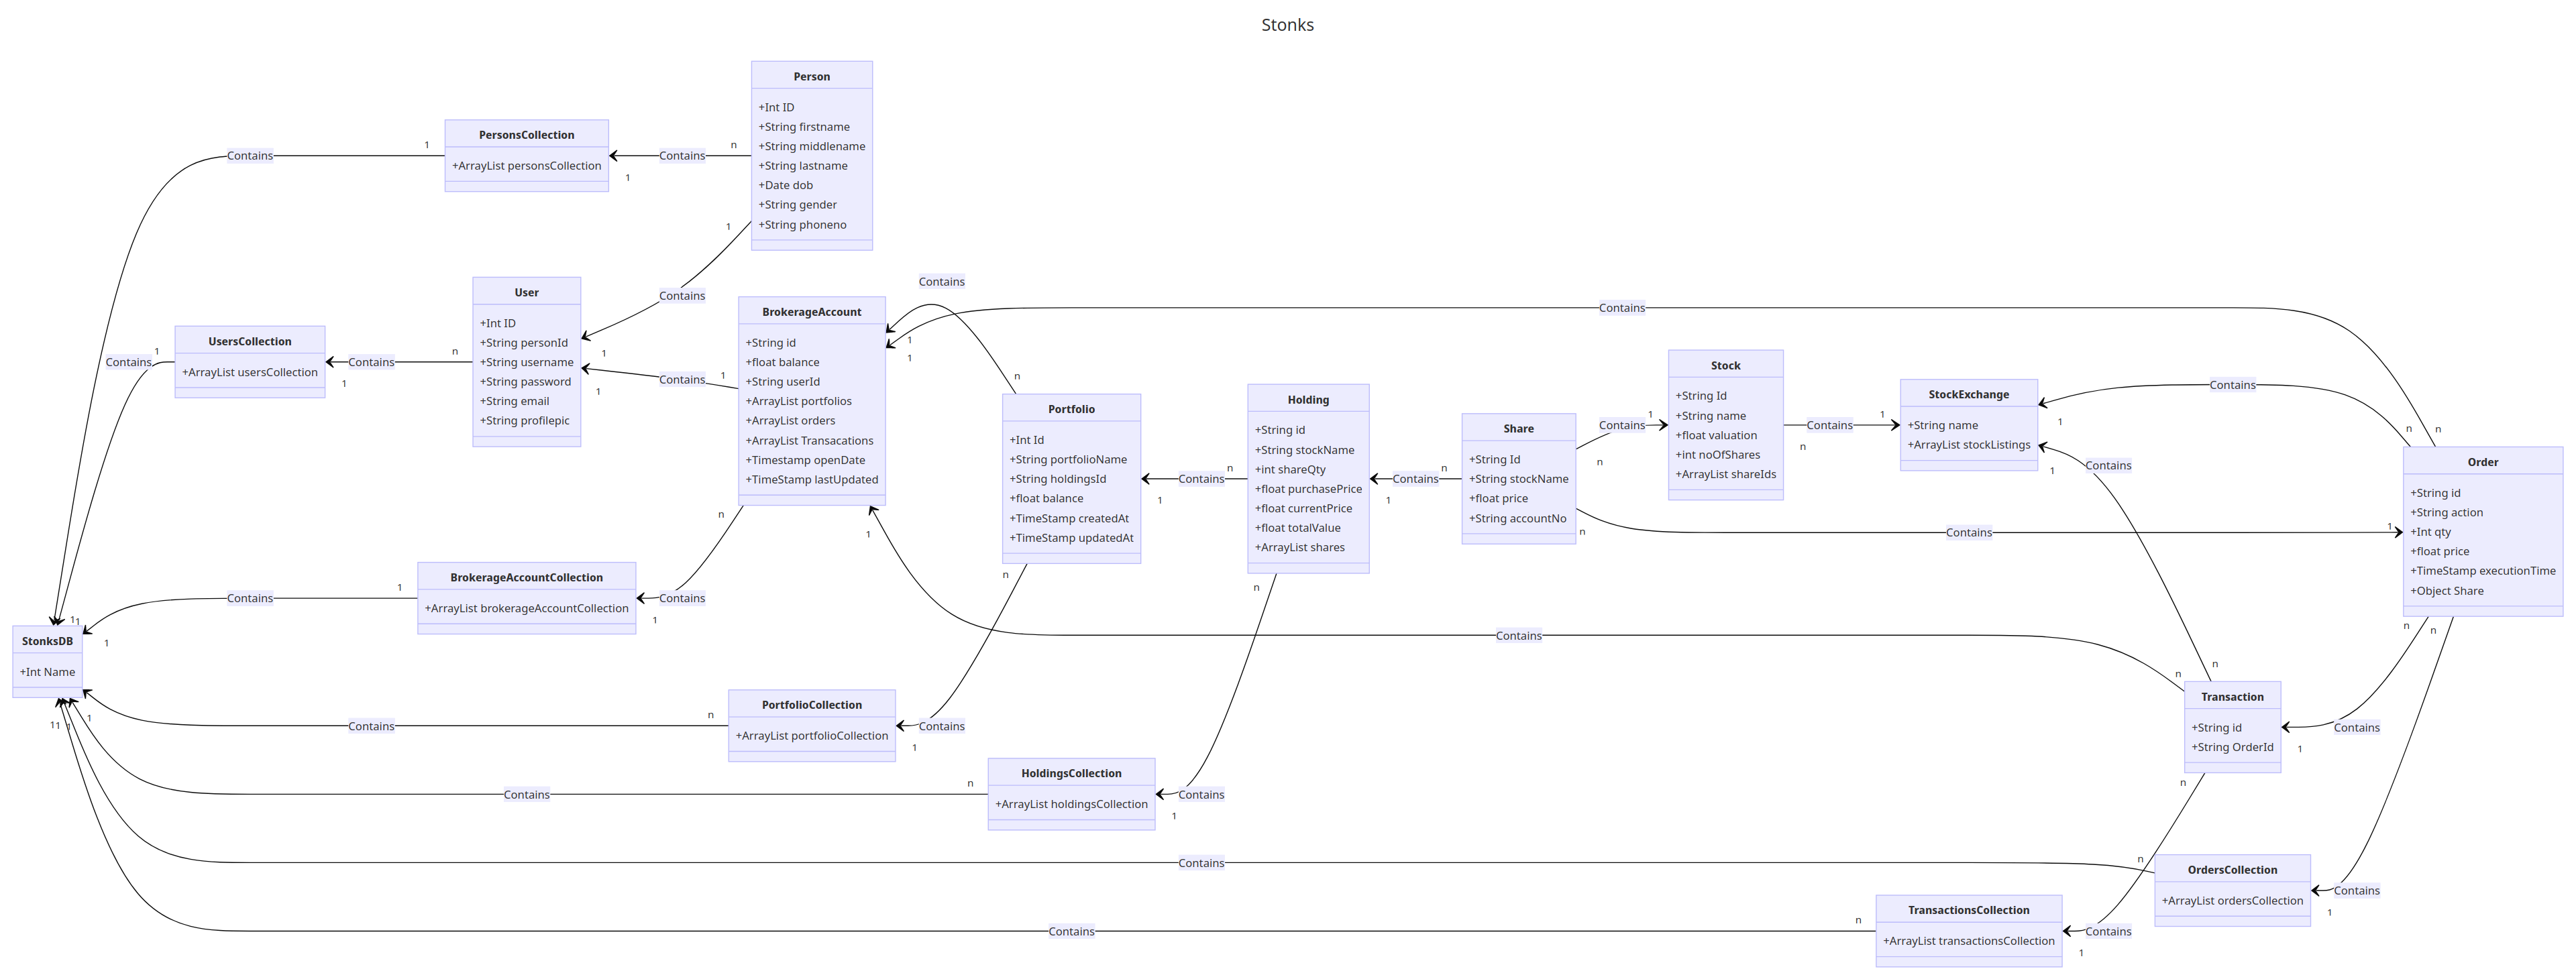 Stonks
Person
+Int ID
+String firstname
+String middlename
+String lastname
+Date dob
+String gender
+String phoneno
PersonsCollection
+ArrayList personsCollection
Contains
1
Contains
n
1
1
Contains
User
+Int ID
+String personId
+String username
+String password
+String email
+String profilepic
1
1
UsersCollection
+ArrayList usersCollection
Contains
1
Contains
n
1
BrokerageAccount
+String id
+float balance
+String userId
+ArrayList portfolios
+ArrayList orders
+ArrayList Transacations
+Timestamp openDate
+TimeStamp lastUpdated
Contains
1
Contains
n
1
1
Contains
Portfolio
+Int Id
+String portfolioName
+String holdingsId
+float balance
+TimeStamp createdAt
+TimeStamp updatedAt
Contains
n
1
Holding
+String id
+String stockName
+int shareQty
+float purchasePrice
+float currentPrice
+float totalValue
+ArrayList shares
Contains
n
1
Share
+String Id
+String stockName
+float price
+String accountNo
Contains
1
n
Stock
+String Id
+String name
+float valuation
+int noOfShares
+ArrayList shareIds
Contains
1
n
StockExchange
+String name
+ArrayList stockListings
Contains
n
n
1
1
Contains
Order
+String id
+String action
+Int qty
+float price
+TimeStamp executionTime
+Object Share
n
Contains
1
BrokerageAccountCollection
+ArrayList brokerageAccountCollection
Contains
1
n
Contains
1
1
Contains
n
n
1
StonksDB
+Int Name
1
1
1
1
1
1
1
Transaction
+String id
+String OrderId
n
n
Contains
n
n
1
PortfolioCollection
+ArrayList portfolioCollection
Contains
n
n
Contains
1
HoldingsCollection
+ArrayList holdingsCollection
Contains
n
n
Contains
1
OrdersCollection
+ArrayList ordersCollection
Contains
n
Contains
1
TransactionsCollection
+ArrayList transactionsCollection
Contains
n
n
Contains
1